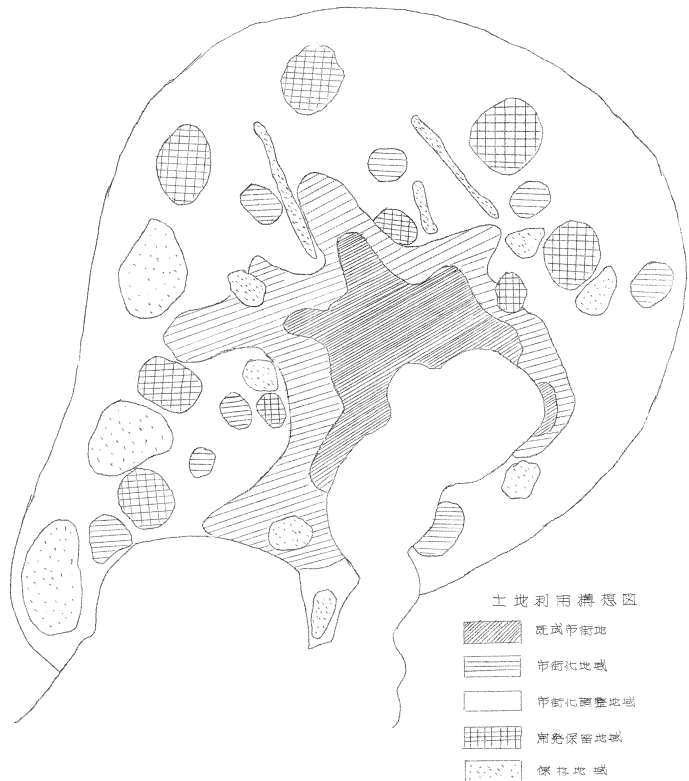 土地利用構想図
既成市街地
市街化地域
市街化調整地域
開発保留地域
保存地域